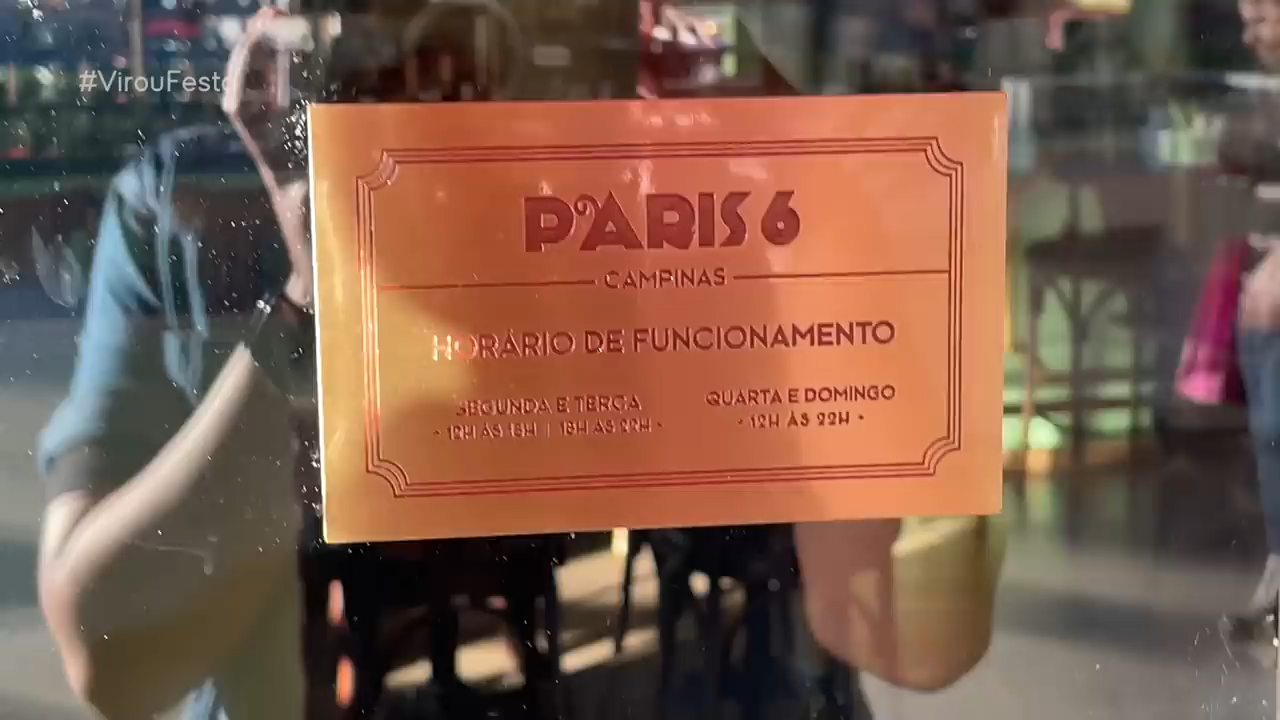 #VirouFesta
PARIS 6
CAMPINAS
HORÁRIO DE FUNCIONAMENTO
SEGUNDA E TERÇA
QUARTA E DOMINGO
- 12H ÀS 22H -